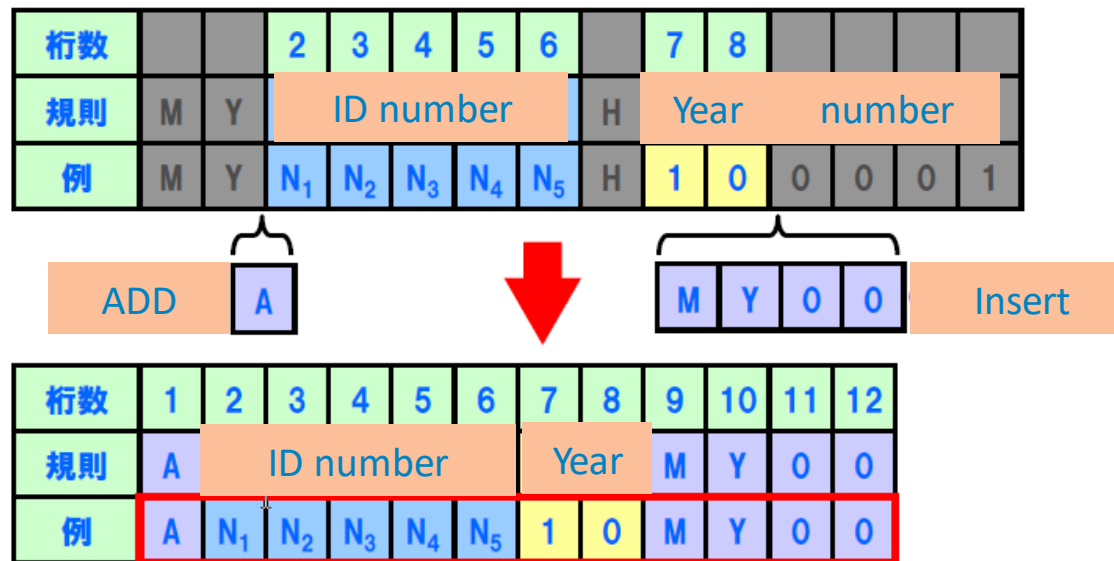 桁数 2 3 4 5 6 7 8
規則 M Y ID number H Year number
例 M Y N₁ N₂ N₃ N₄ N₅ H 1 0 0 0 0 1
ADD A M Y 0 0 Insert
桁数 1 2 3 4 5 6 7 8 9 10 11 12
規則 A ID number Year M Y 0 0
例 A N₁ N₂ N₃ N₄ N₅ 1 0 M Y 0 0